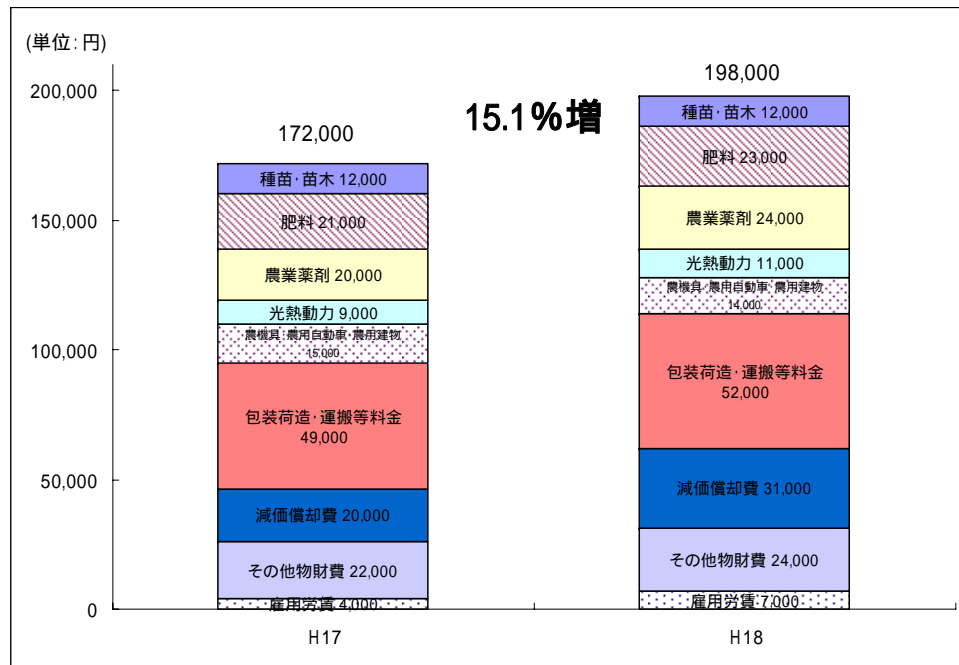 (単位:円)
200,000
150,000
100,000
50,000
0
172,000
種苗・苗木 12,000
肥料 21,000
農業薬剤 20,000
光熱動力 9,000
農機具・農用自動車・農用建物
15,000
包装荷造・運搬等料金
49,000
減価償却費 20,000
その他物財費 22,000
雇用労賃 4,000
H17
15.1%増
198,000
種苗・苗木 12,000
肥料 23,000
農業薬剤 24,000
光熱動力 11,000
農機具・農用自動車・農用建物
14,000
包装荷造・運搬等料金
52,000
減価償却費 31,000
その他物財費 24,000
雇用労賃 7,000
H18